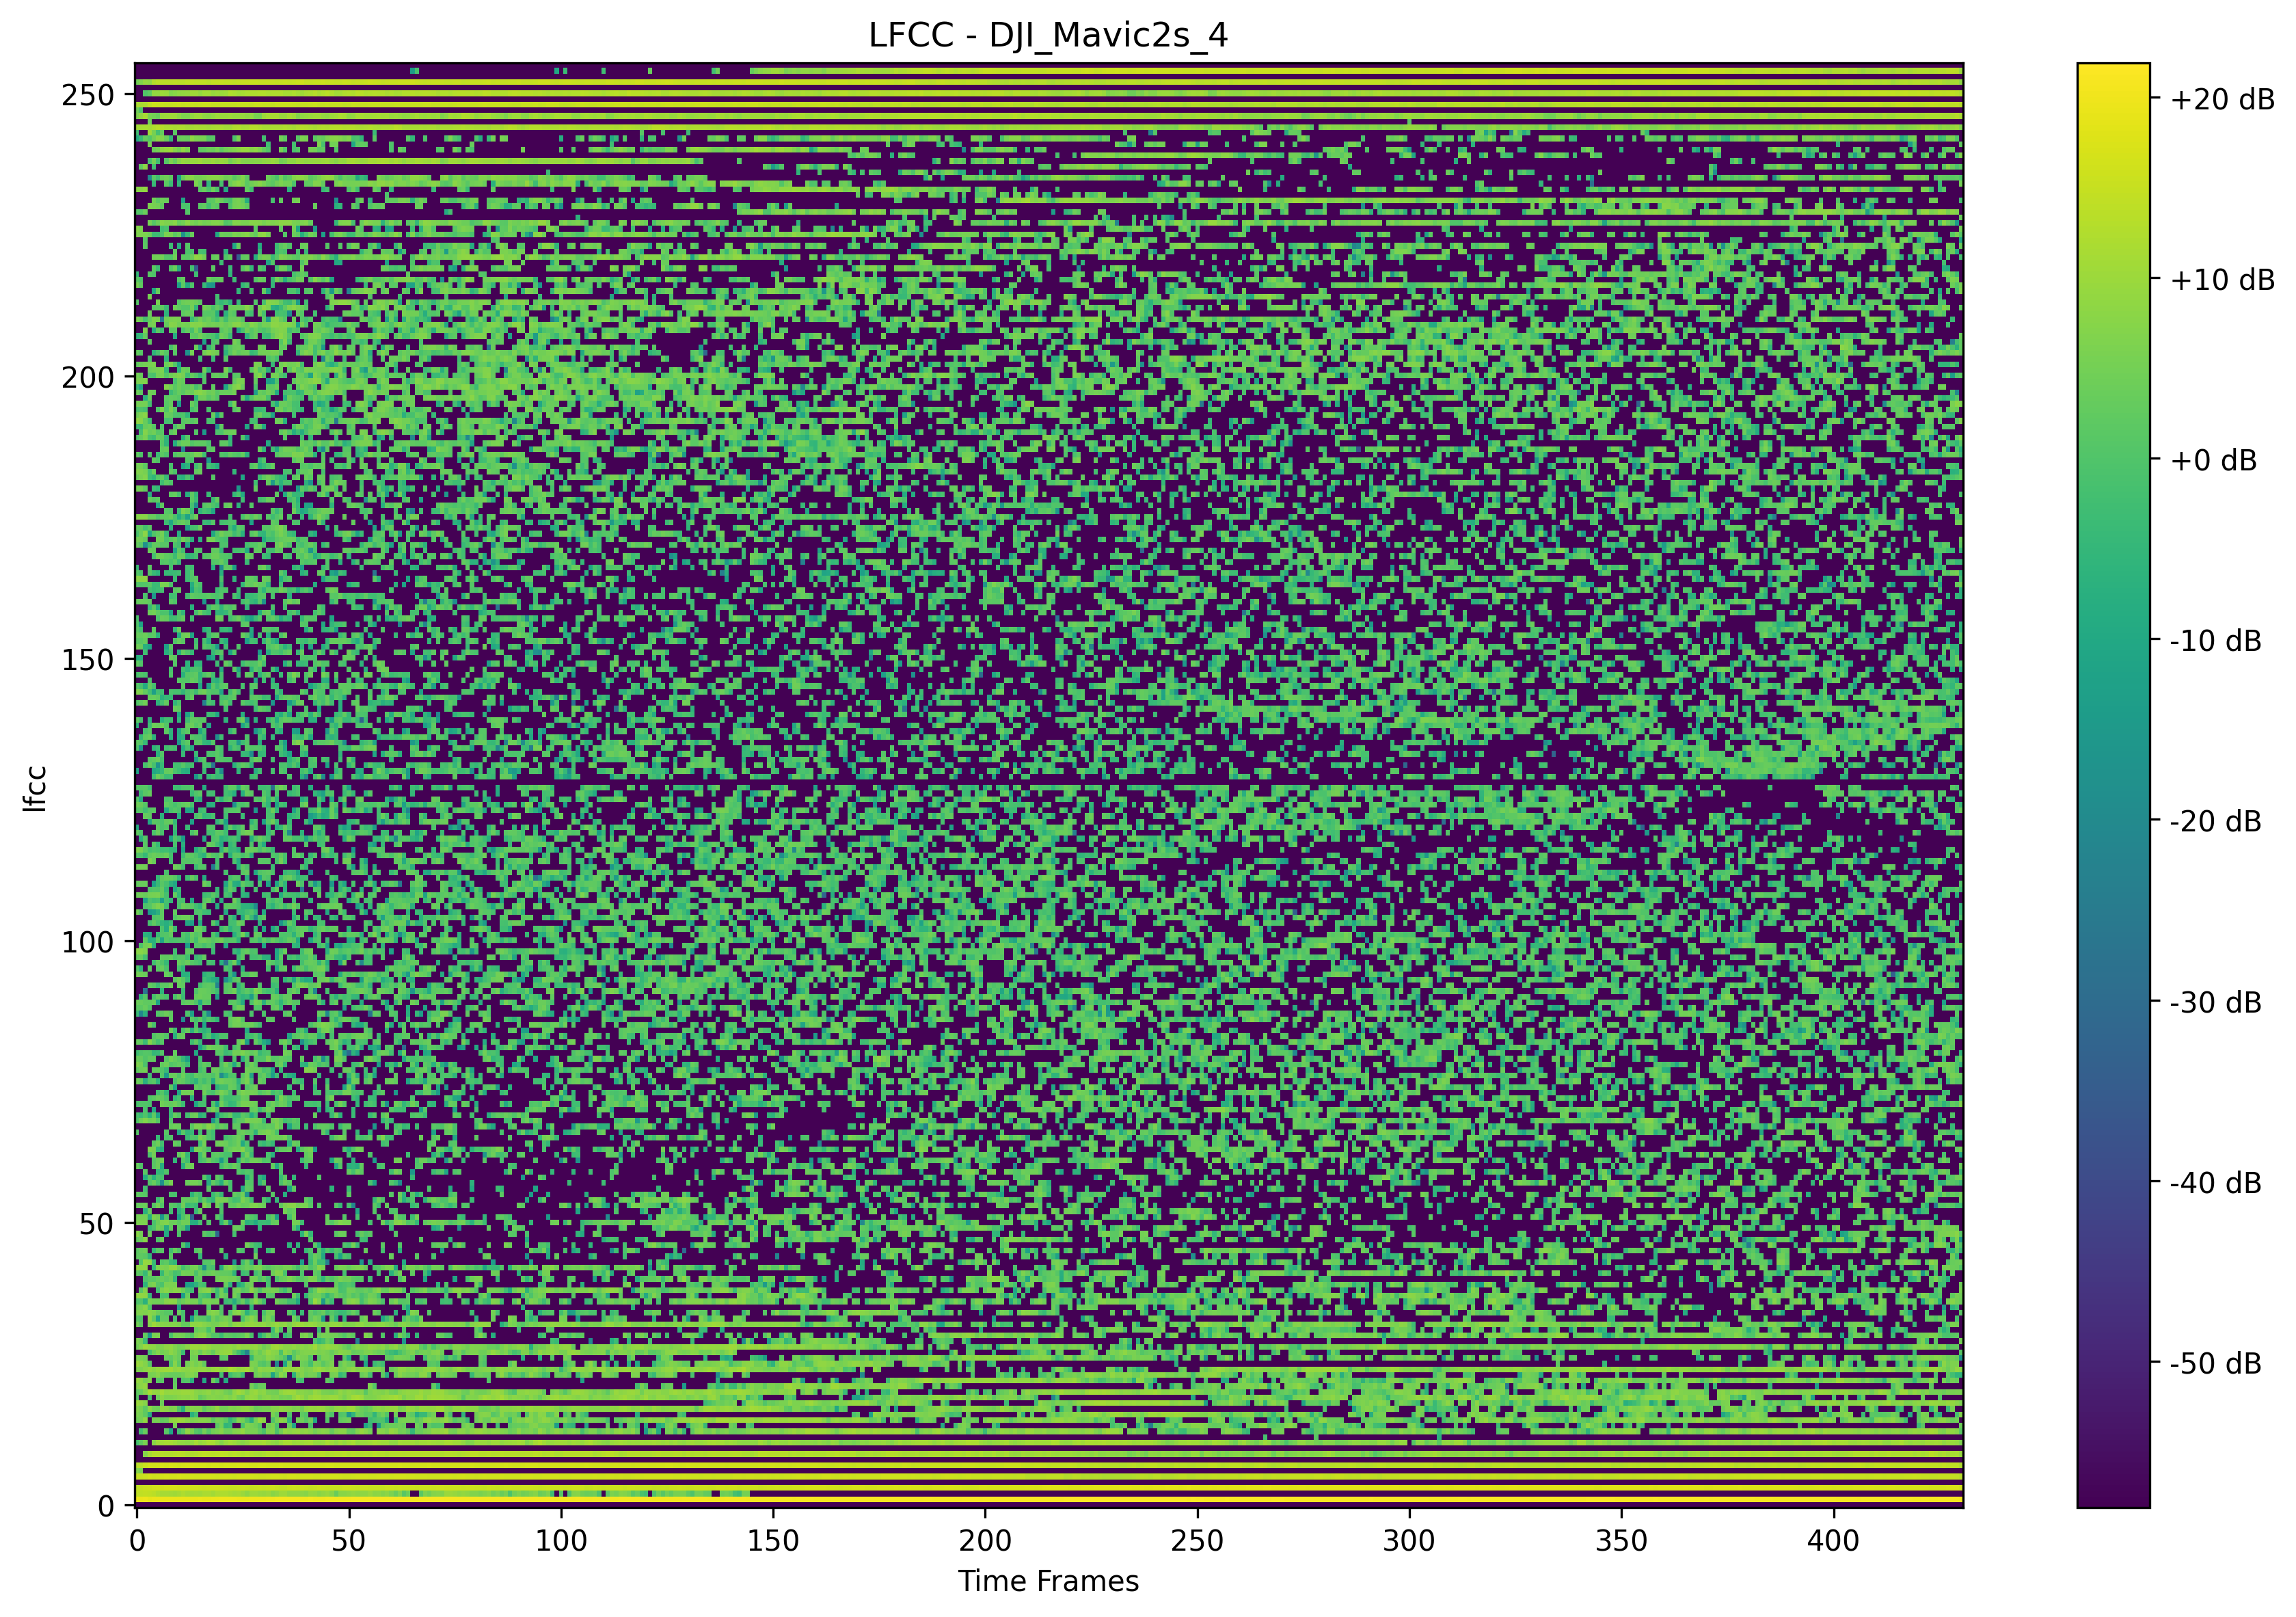 LFCC - DJI_Mavic2s_4
250
200
150
100
50
0
lfcc
0 50 100 150 200 250 300 350 400
Time Frames
+20 dB
+10 dB
+0 dB
-10 dB
-20 dB
-30 dB
-40 dB
-50 dB